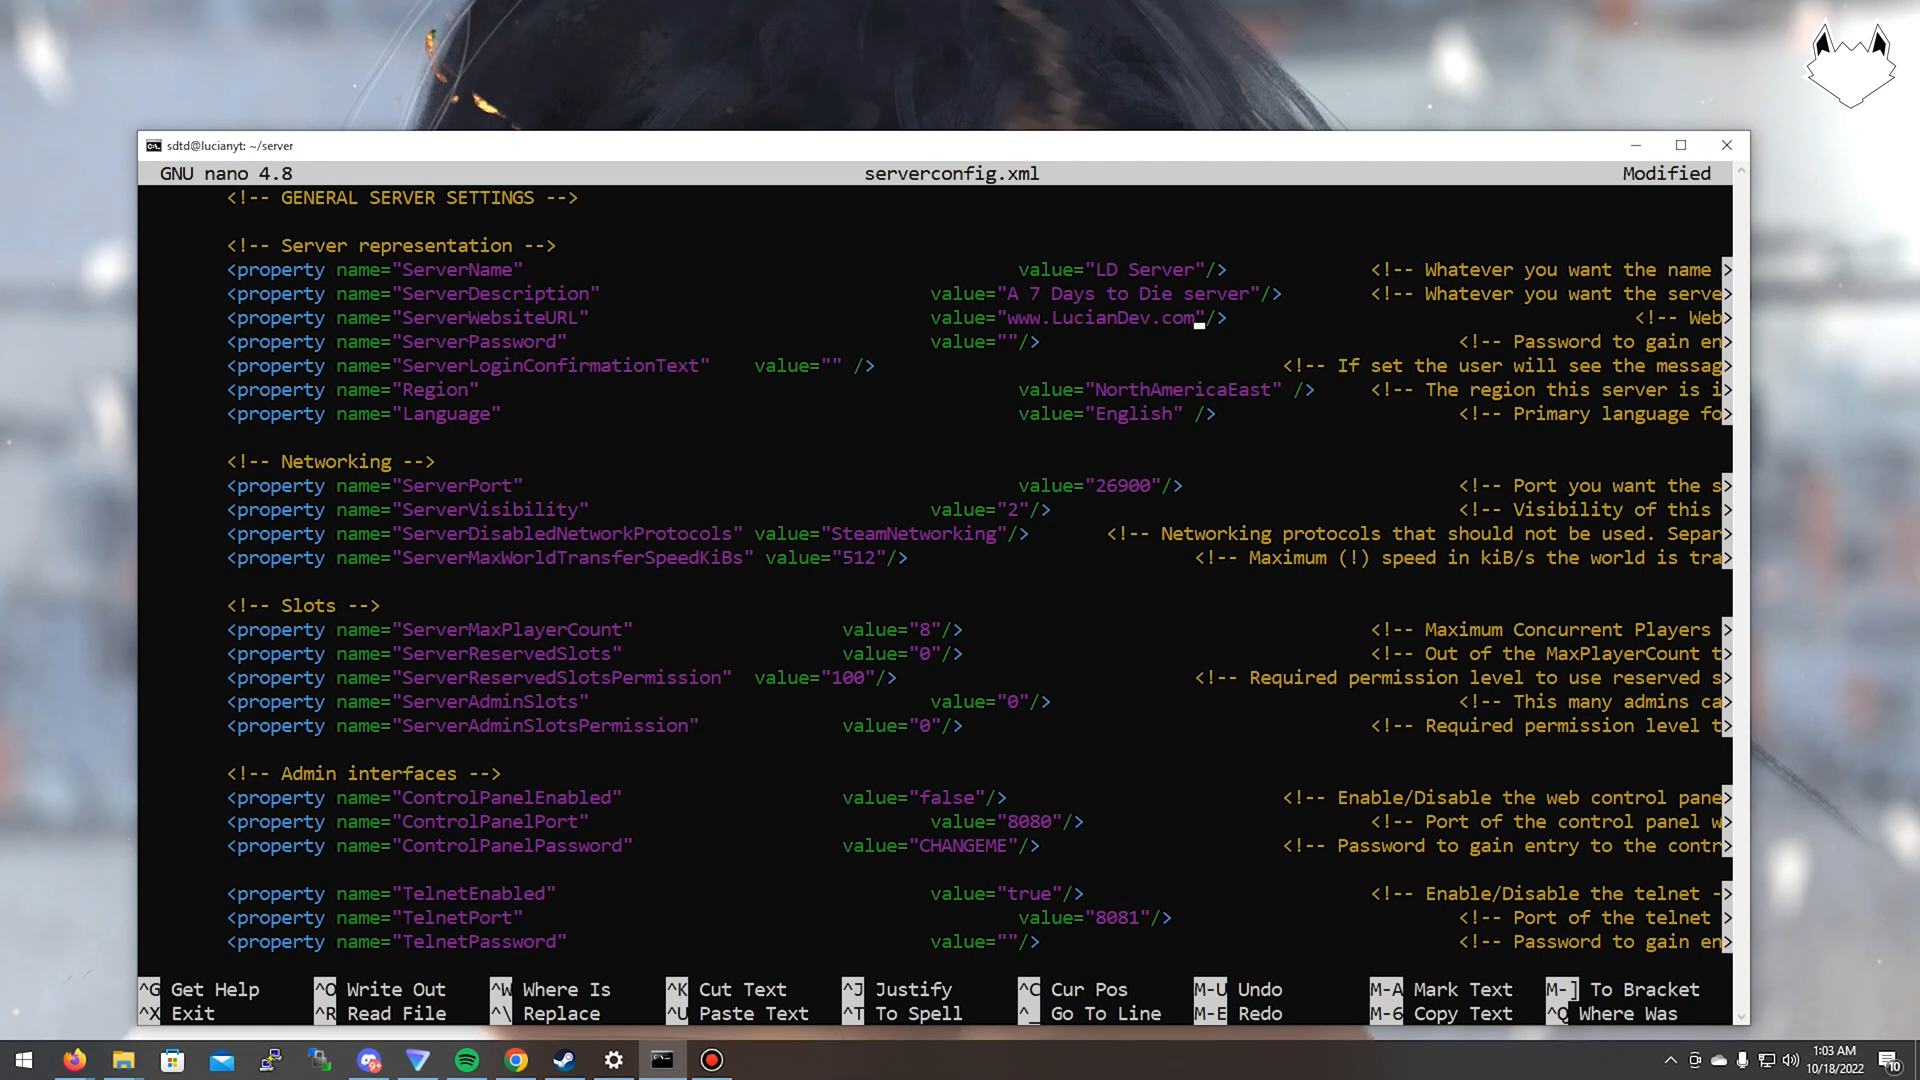 sdtd@lucianyt: ~/server
GNU nano 4.8 serverconfig.xml Modified
<!-- GENERAL SERVER SETTINGS -->
<!-- Server representation -->
<property name="ServerName" value="LD Server"/> <!-- Whatever you want the name >
<property name="ServerDescription" value="A 7 Days to Die server"/> <!-- Whatever you want the serve>
<property name="ServerWebsiteURL" value="www.LucianDev.com"/> <!-- Web>
<property name="ServerPassword" value=""/> <!-- Password to gain en>
<property name="ServerLoginConfirmationText" value="" /> <!-- If set the user will see the messag>
<property name="Region" value="NorthAmericaEast" /> <!-- The region this server is i>
<property name="Language" value="English" /> <!-- Primary language fo>
<!-- Networking -->
<property name="ServerPort" value="26900"/> <!-- Port you want the s>
<property name="ServerVisibility" value="2"/> <!-- Visibility of this >
<property name="ServerDisabledNetworkProtocols" value="SteamNetworking"/> <!-- Networking protocols that should not be used. Separ>
<property name="ServerMaxWorldTransferSpeedKiBs" value="512"/> <!-- Maximum (!) speed in kiB/s the world is tra>
<!-- Slots -->
<property name="ServerMaxPlayerCount" value="8"/> <!-- Maximum Concurrent Players >
<property name="ServerReservedSlots" value="0"/> <!-- Out of the MaxPlayerCount t>
<property name="ServerReservedSlotsPermission" value="100"/> <!-- Required permission level to use reserved s>
<property name="ServerAdminSlots" value="0"/> <!-- This many admins ca>
<property name="ServerAdminSlotsPermission" value="0"/> <!-- Required permission level t>
<!-- Admin interfaces -->
<property name="ControlPanelEnabled" value="false"/> <!-- Enable/Disable the web control pane>
<property name="ControlPanelPort" value="8080"/> <!-- Port of the control panel w>
<property name="ControlPanelPassword" value="CHANGEME"/> <!-- Password to gain entry to the contr>
<property name="TelnetEnabled" value="true"/> <!-- Enable/Disable the telnet ->
<property name="TelnetPort" value="8081"/> <!-- Port of the telnet >
<property name="TelnetPassword" value=""/> <!-- Password to gain en>
^G Get Help ^O Write Out ^W Where Is ^K Cut Text ^J Justify ^C Cur Pos M-U Undo M-A Mark Text M-] To Bracket
^X Exit ^R Read File ^\ Replace ^U Paste Text ^T To Spell ^_ Go To Line M-E Redo M-6 Copy Text ^Q Where Was
1:03 AM
10/18/2022
9+
10